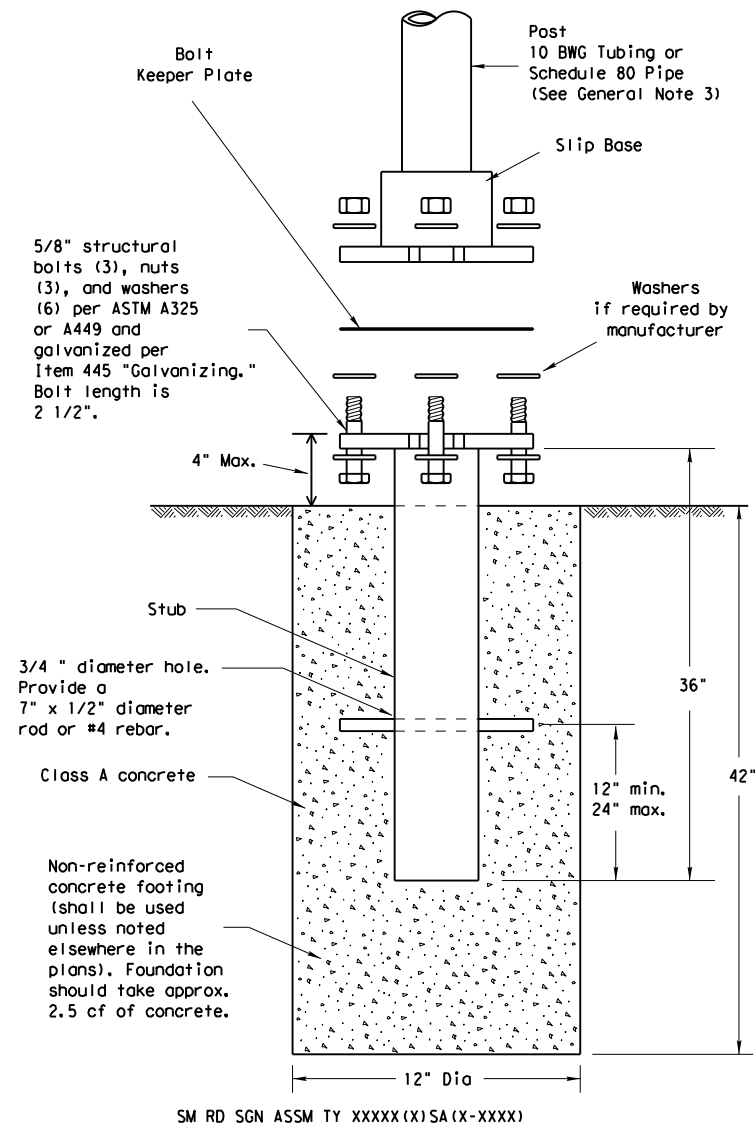 Bolt
Keeper Plate
Post
10 BWG Tubing or
Schedule 80 Pipe
(See General Note 3)
Slip Base
5/8" structural
bolts (3), nuts
(3), and washers
(6) per ASTM A325
or A449 and
galvanized per
Item 445 "Galvanizing."
Bolt length is
2 1/2".
Washers
if required by
manufacturer
4" Max.
Stub
3/4 " diameter hole.
Provide a
7" x 1/2" diameter
rod or #4 rebar.
36"
Class A concrete
12" min.
24" max.
42"
Non-reinforced
concrete footing
(shall be used
unless noted
elsewhere in the
plans). Foundation
should take approx.
2.5 cf of concrete.
12" Dia
SM RD SGN ASSM TY XXXXX(X)SA(X-XXXX)